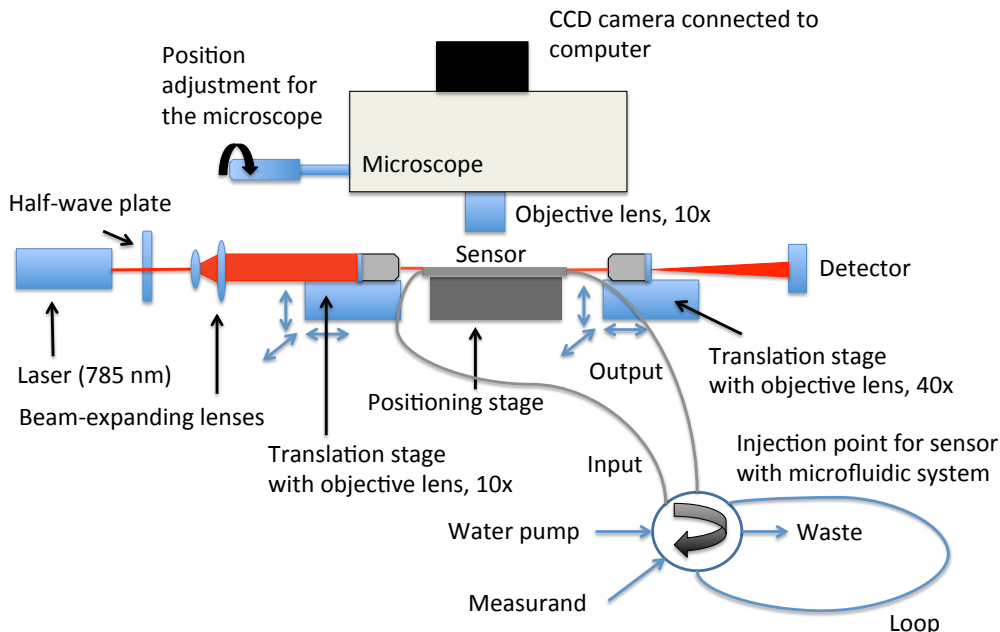 CCD camera connected to
computer
Position
adjustment for
the microscope
Microscope
Half-wave plate
Objective lens, 10x
Sensor
Detector
Laser (785 nm)
Beam-expanding lenses
Positioning stage
Output
Translation stage
with objective lens, 40x
Translation stage
with objective lens, 10x
Input
Injection point for sensor
with microfluidic system
Water pump
Waste
Measurand
Loop